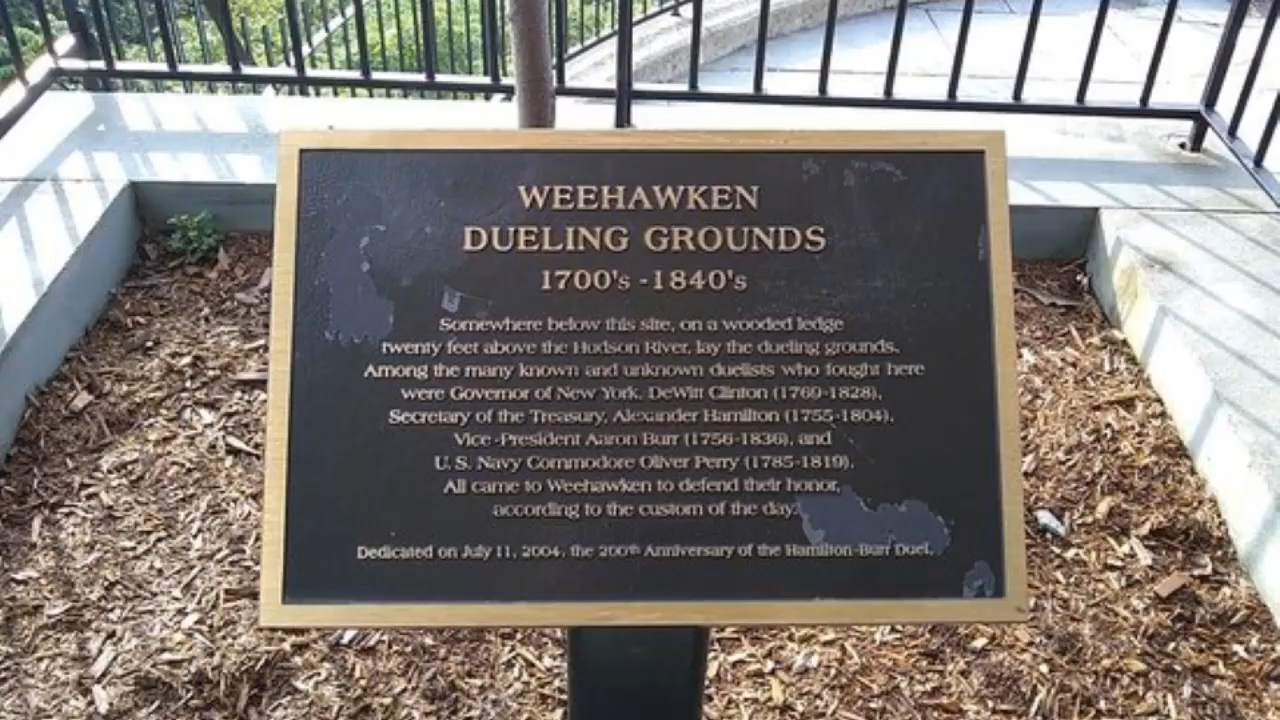 WEEHAWKEN
DUELING GROUNDS
1700's - 1840's
Somewhere below this site, on a wooded ledge
twenty feet above the Hudson River, lay the dueling grounds.
Among the many known and unknown duelists who fought here
were Governor of New York, DeWitt Clinton (1769-1828),
Secretary of the Treasury, Alexander Hamilton (1755-1804),
Vice-President Aaron Burr (1756-1836), and
U. S. Navy Commodore Oliver Perry (1785-1819).
All came to Weehawken to defend their honor,
according to the custom of the day.
Dedicated on July 11, 2004, the 200th Anniversary of the Hamilton-Burr Duel.